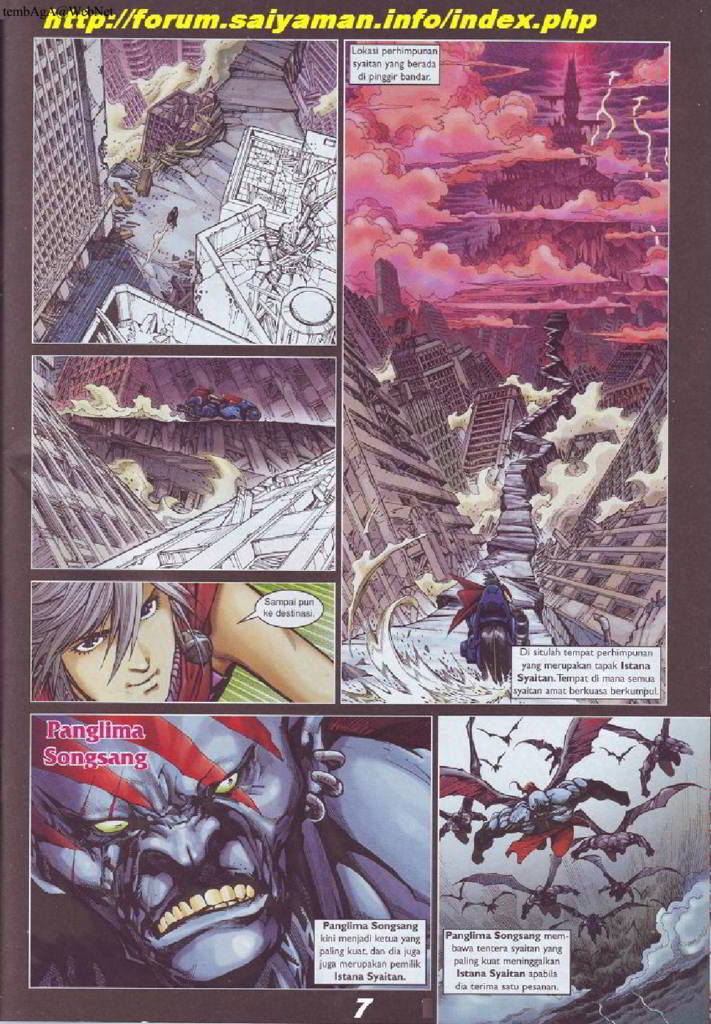 tembAgA@WebNet
http://forum.saiyaman.info/index.php
Lokasi perhimpunan
syaitan yang berada
di pinggir bandar.
Sampai pun
ke destinasi.
Di situlah tempat perhimpunan
yang merupakan tapak Istana
Syaitan. Tempat di mana semua
syaitan amat berkuasa berkumpul.
Panglima
Songsang
Panglima Songsang
kini menjadi ketua yang
paling kuat, dan dia juga
juga merupakan pemilik
Istana Syaitan.
Panglima Songsang mem-
bawa tentera syaitan yang
paling kuat meninggalkan
Istana Syaitan apabila
dia terima satu pesanan.
7